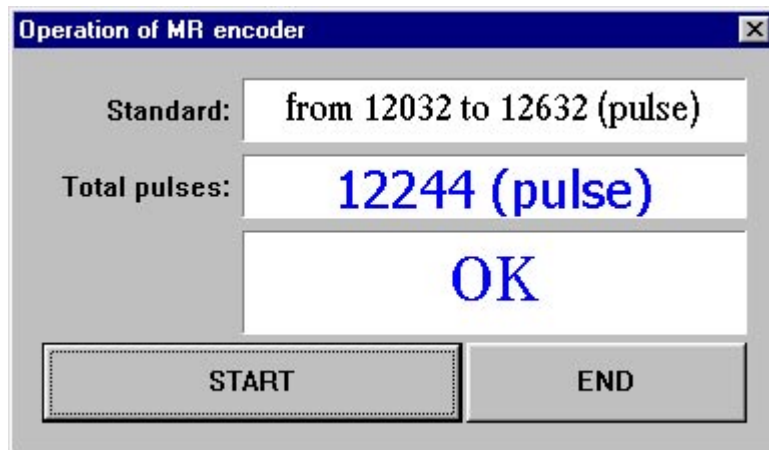 Operation of MR encoder
Standard: from 12032 to 12632 (pulse)
Total pulses: 12244 (pulse)
OK
START END